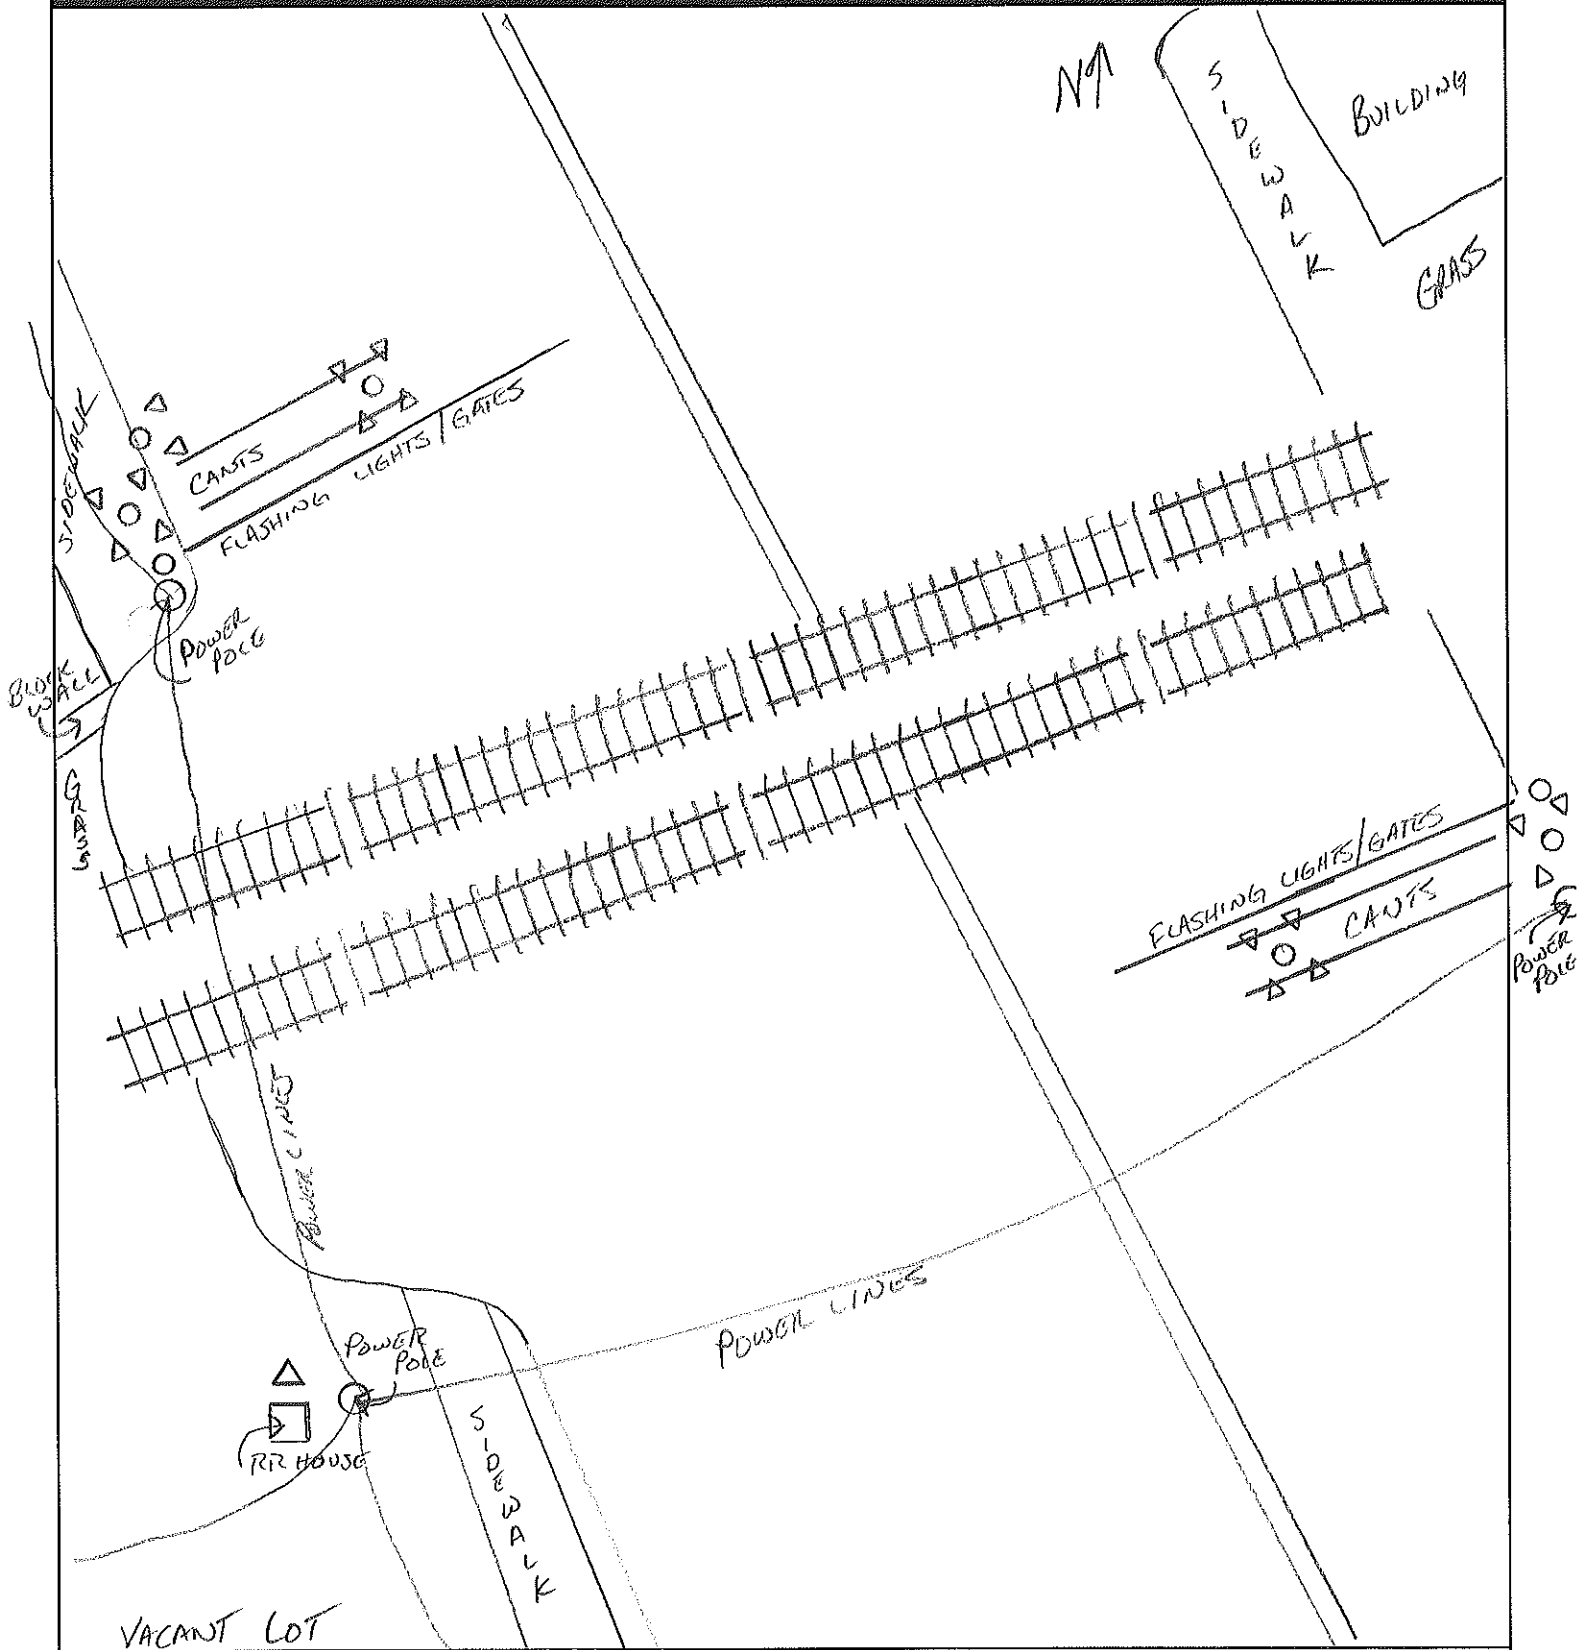 N
SIDEWALK
BUILDING
GRASS
SIDEWALK
CANTS
FLASHING LIGHTS/GATES
POWER
POLE
BLOCK
WALL
GRAVEL
FLASHING LIGHTS/GATES
CANTS
POWER
POLE
POWER LINES
POWER LINES
POWER
POLE
RR HOUSE
SIDEWALK
VACANT LOT